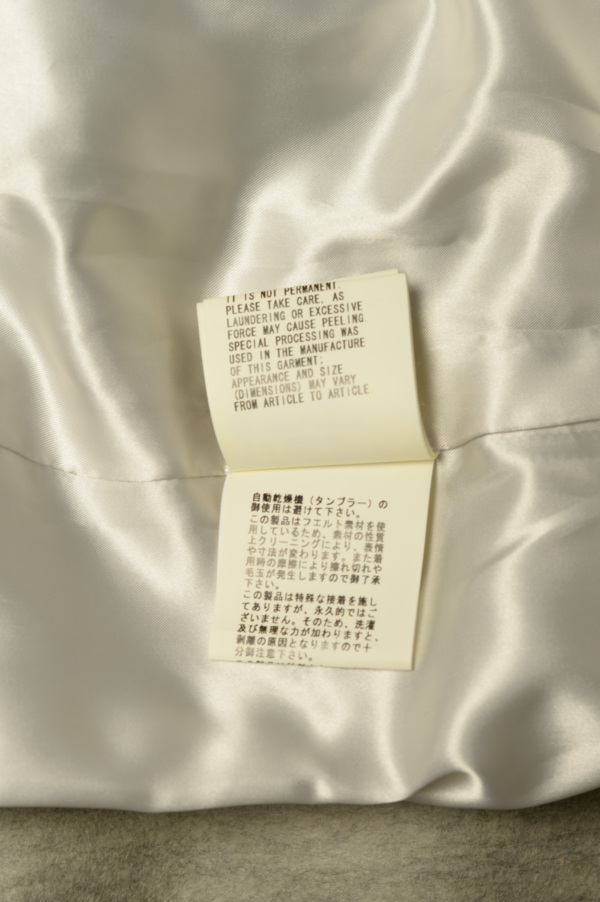 IT IS NOT PERMANENT.
PLEASE TAKE CARE, AS
LAUNDERING OR EXCESSIVE
FORCE MAY CAUSE PEELING.
SPECIAL PROCESSING WAS
USED IN THE MANUFACTURE
OF THIS GARMENT;
APPEARANCE AND SIZE
(DIMENSIONS) MAY VARY
FROM ARTICLE TO ARTICLE.
自動乾燥機（タンブラー）の
御使用は避けて下さい。
この製品はフエルト素材を使
用しているため、素材の性質
上クリーニングにより、表情
や寸法が変わります。また着
用時の摩擦により擦れ切れや
毛玉が発生しますので御了承
下さい。
この製品は特殊な接着を施し
てありますが、永久的ではご
ざいません。そのため、洗濯
及び無理な力が加わりますと、
剥離の原因となりますので十
分御注意下さい。